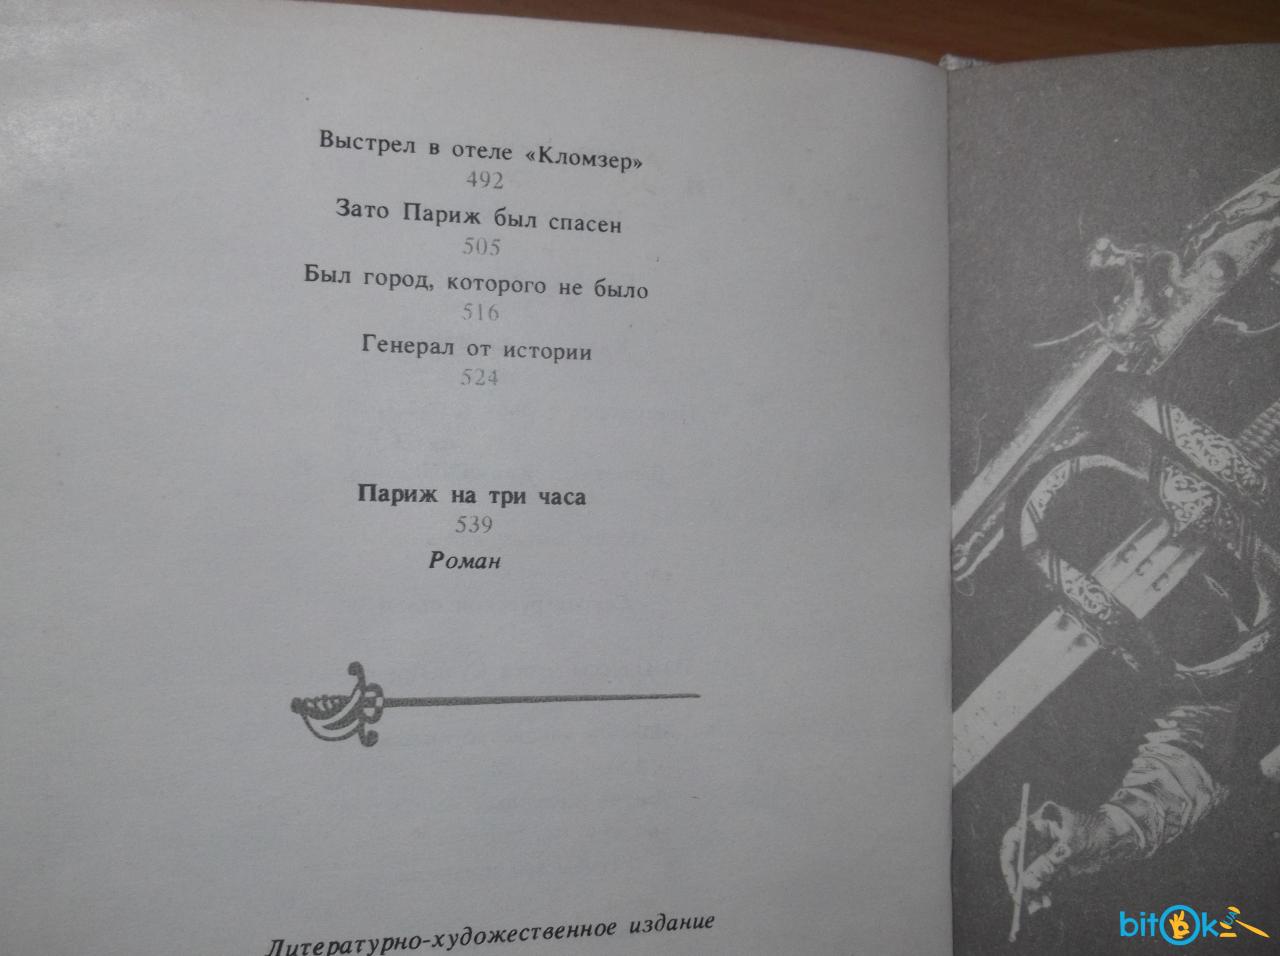 Выстрел в отеле «Кломзер»
492
Зато Париж был спасен
505
Был город, которого не было
516
Генерал от истории
524
Париж на три часа
539
Роман
Литературно-художественное издание
bitOk
UA